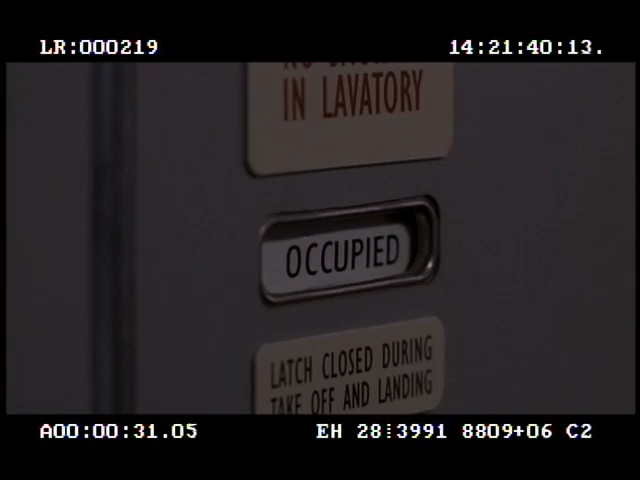 LR:000219 14:21:40:13.
IN LAVATORY
OCCUPIED
LATCH CLOSED DURING
TAKE OFF AND LANDING
A00:00:31.05 EH 28 3991 8809+06 C2